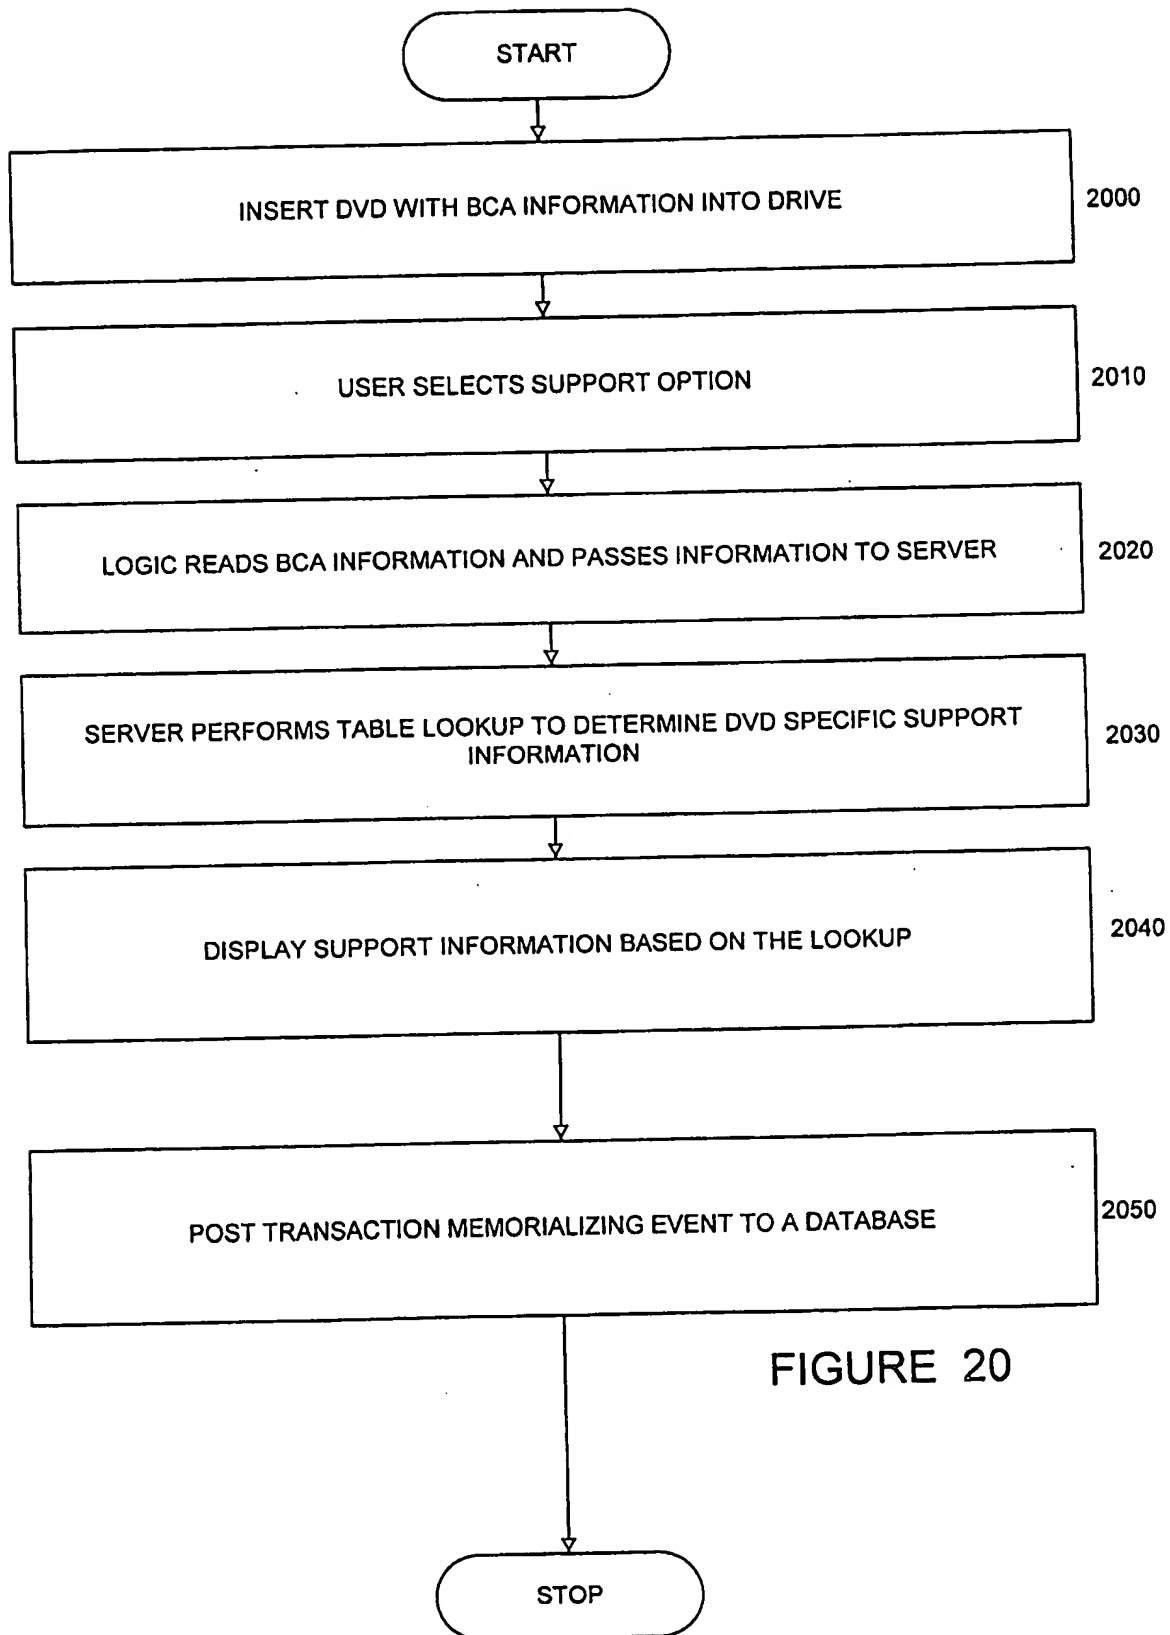 START
INSERT DVD WITH BCA INFORMATION INTO DRIVE
2000
USER SELECTS SUPPORT OPTION
2010
LOGIC READS BCA INFORMATION AND PASSES INFORMATION TO SERVER
2020
SERVER PERFORMS TABLE LOOKUP TO DETERMINE DVD SPECIFIC SUPPORT
INFORMATION
2030
DISPLAY SUPPORT INFORMATION BASED ON THE LOOKUP
2040
POST TRANSACTION MEMORIALIZING EVENT TO A DATABASE
2050
FIGURE 20
STOP